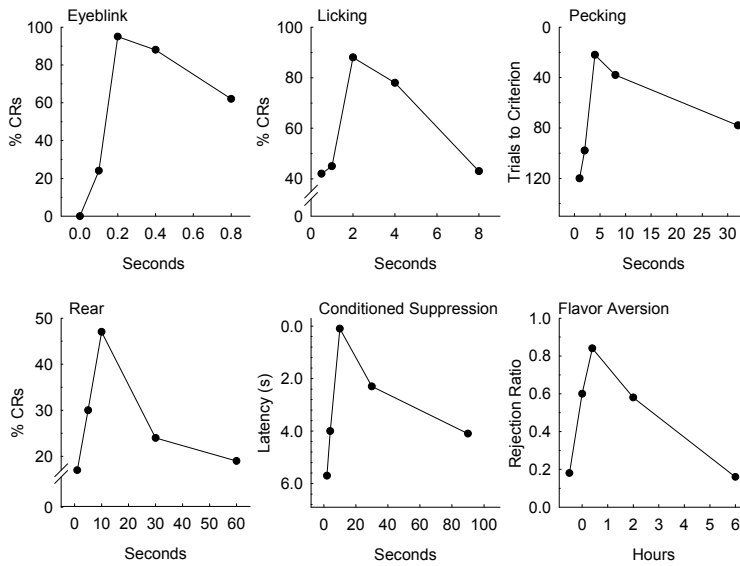 Eyeblink
100
80
60
40
20
0
% CRs
0.0 0.2 0.4 0.6 0.8
Seconds
Licking
100
80
60
40
0
% CRs
0 2 4 6 8
Seconds
Pecking
0
40
80
120
Trials to Criterion
0 5 10 15 20 25 30
Seconds
Rear
50
40
30
20
0
% CRs
0 10 20 30 40 50 60
Seconds
Conditioned Suppression
0.0
2.0
4.0
6.0
Latency (s)
0 20 40 60 80 100
Seconds
Flavor Aversion
1.0
0.8
0.6
0.4
0.2
0.0
Rejection Ratio
0 2 4 6
Hours